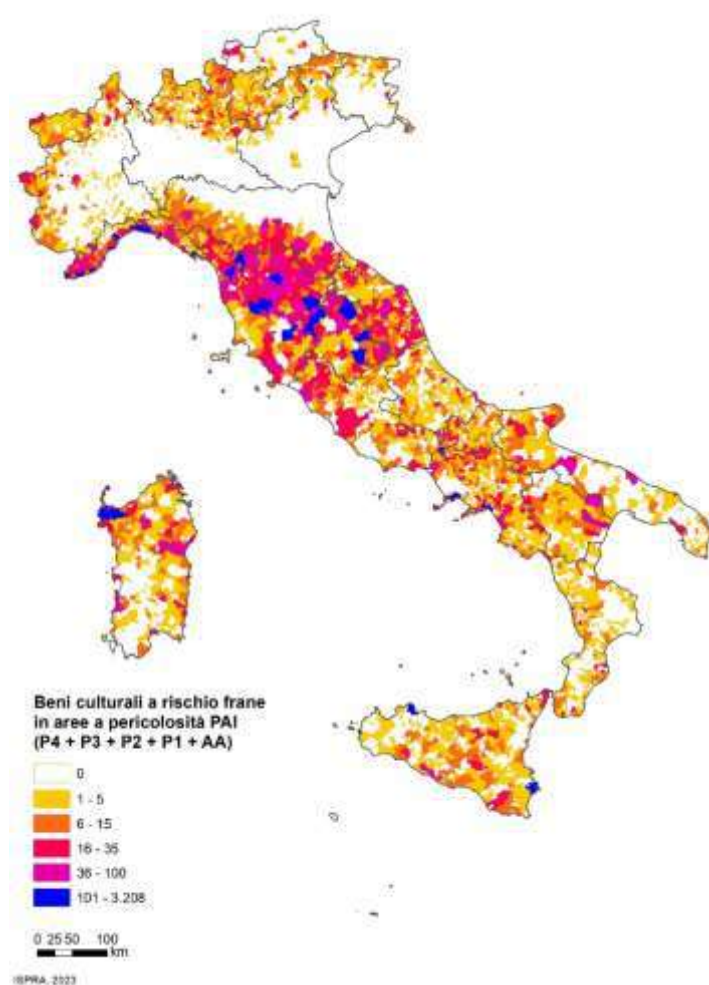 Beni culturali a rischio frane
in aree a pericolosità PAI
(P4 + P3 + P2 + P1 + AA)
0
1 - 5
6 - 15
16 - 35
36 - 100
101 - 3.208
0 25 50 100
km
ISPRA, 2023